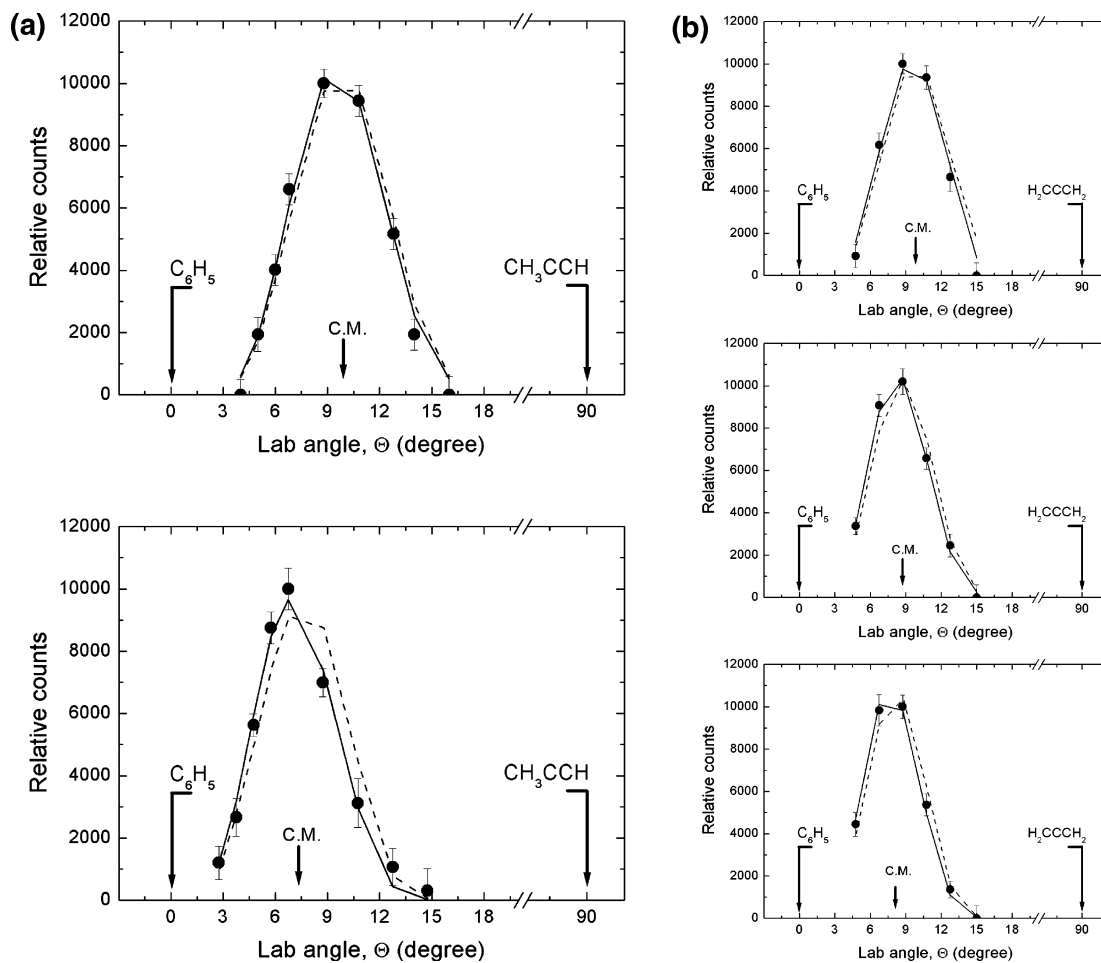 (a)
12000
10000
8000
6000
4000
2000
0
Relative counts
C₆H₅
C.M.
CH₃CCH
0 3 6 9 12 15 18 90
Lab angle, Θ (degree)
12000
10000
8000
6000
4000
2000
0
Relative counts
C₆H₅
C.M.
CH₃CCH
0 3 6 9 12 15 18 90
Lab angle, Θ (degree)
(b)
12000
10000
8000
6000
4000
2000
0
Relative counts
C₆H₅
C.M.
H₂CCCH₂
0 3 6 9 12 15 18 90
Lab angle, Θ (degree)
12000
10000
8000
6000
4000
2000
0
Relative counts
C₆H₅
C.M.
H₂CCCH₂
0 3 6 9 12 15 18 90
Lab angle, Θ (degree)
12000
10000
8000
6000
4000
2000
0
Relative counts
C₆H₅
C.M.
H₂CCCH₂
0 3 6 9 12 15 18 90
Lab angle, Θ (degree)